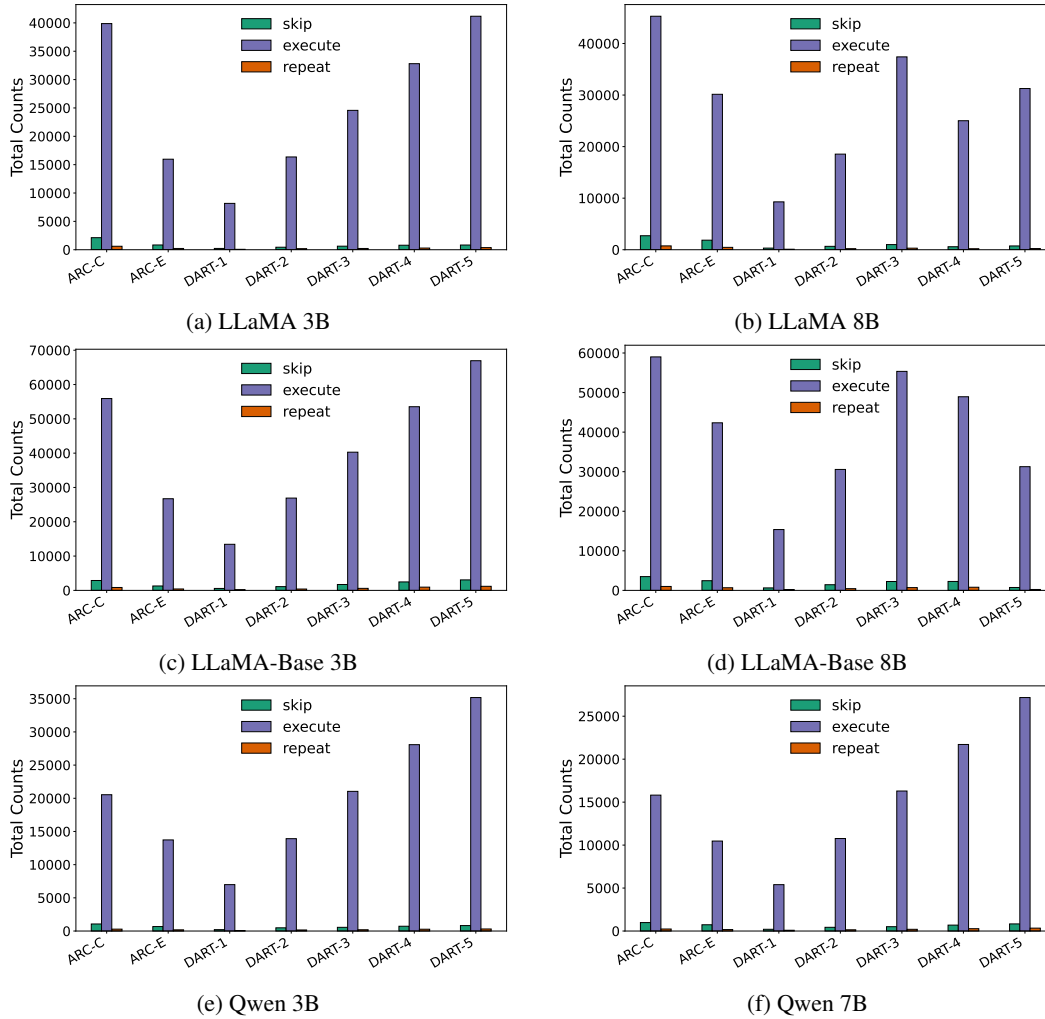 40000
35000
30000
25000
20000
15000
10000
5000
0
Total Counts
skip
execute
repeat
ARC-C
ARC-E
DART-1
DART-2
DART-3
DART-4
DART-5
(a) LLaMA 3B
40000
30000
20000
10000
0
Total Counts
skip
execute
repeat
ARC-C
ARC-E
DART-1
DART-2
DART-3
DART-4
DART-5
(b) LLaMA 8B
70000
60000
50000
40000
30000
20000
10000
0
Total Counts
skip
execute
repeat
ARC-C
ARC-E
DART-1
DART-2
DART-3
DART-4
DART-5
(c) LLaMA-Base 3B
60000
50000
40000
30000
20000
10000
0
Total Counts
skip
execute
repeat
ARC-C
ARC-E
DART-1
DART-2
DART-3
DART-4
DART-5
(d) LLaMA-Base 8B
35000
30000
25000
20000
15000
10000
5000
0
Total Counts
skip
execute
repeat
ARC-C
ARC-E
DART-1
DART-2
DART-3
DART-4
DART-5
(e) Qwen 3B
25000
20000
15000
10000
5000
0
Total Counts
skip
execute
repeat
ARC-C
ARC-E
DART-1
DART-2
DART-3
DART-4
DART-5
(f) Qwen 7B